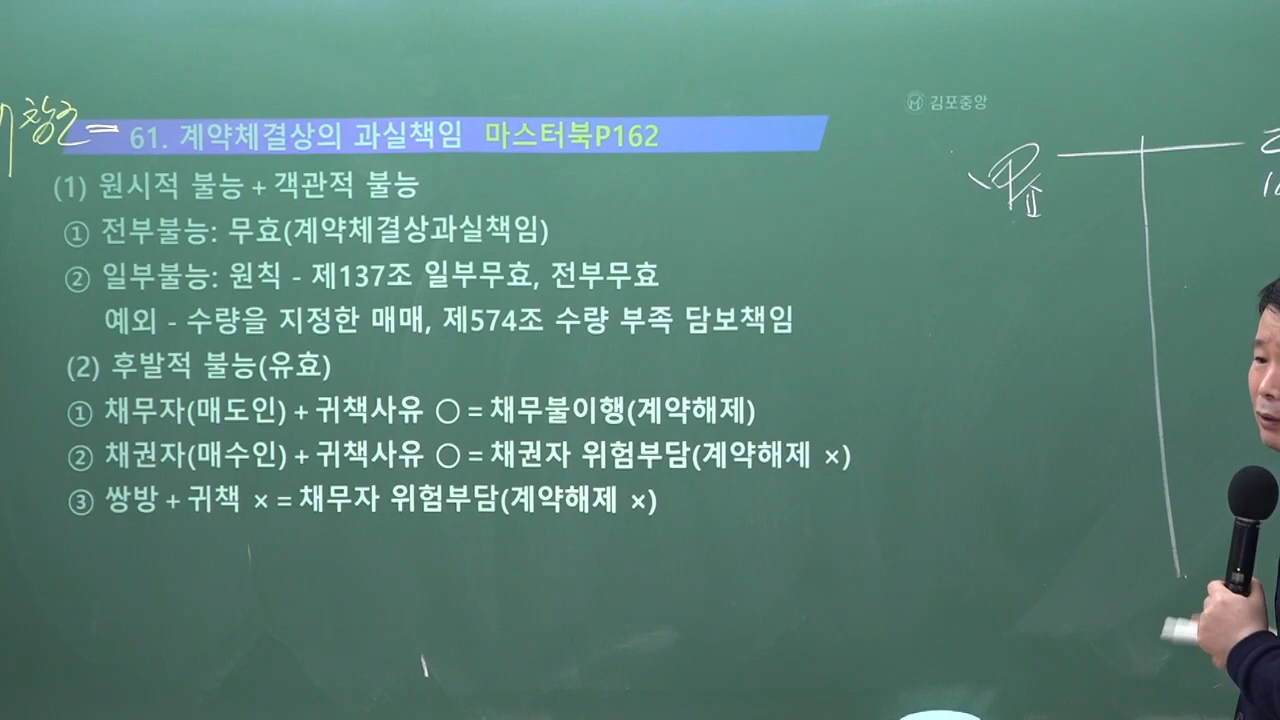 김포중앙
61. 계약체결상의 과실책임 마스터북P162
(1) 원시적 불능 + 객관적 불능
① 전부불능: 무효(계약체결상과실책임)
② 일부불능: 원칙 - 제137조 일부무효, 전부무효
예외 - 수량을 지정한 매매, 제574조 수량 부족 담보책임
(2) 후발적 불능(유효)
① 채무자(매도인) + 귀책사유 ○ = 채무불이행(계약해제)
② 채권자(매수인) + 귀책사유 ○ = 채권자 위험부담(계약해제 ×)
③ 쌍방 + 귀책 × = 채무자 위험부담(계약해제 ×)